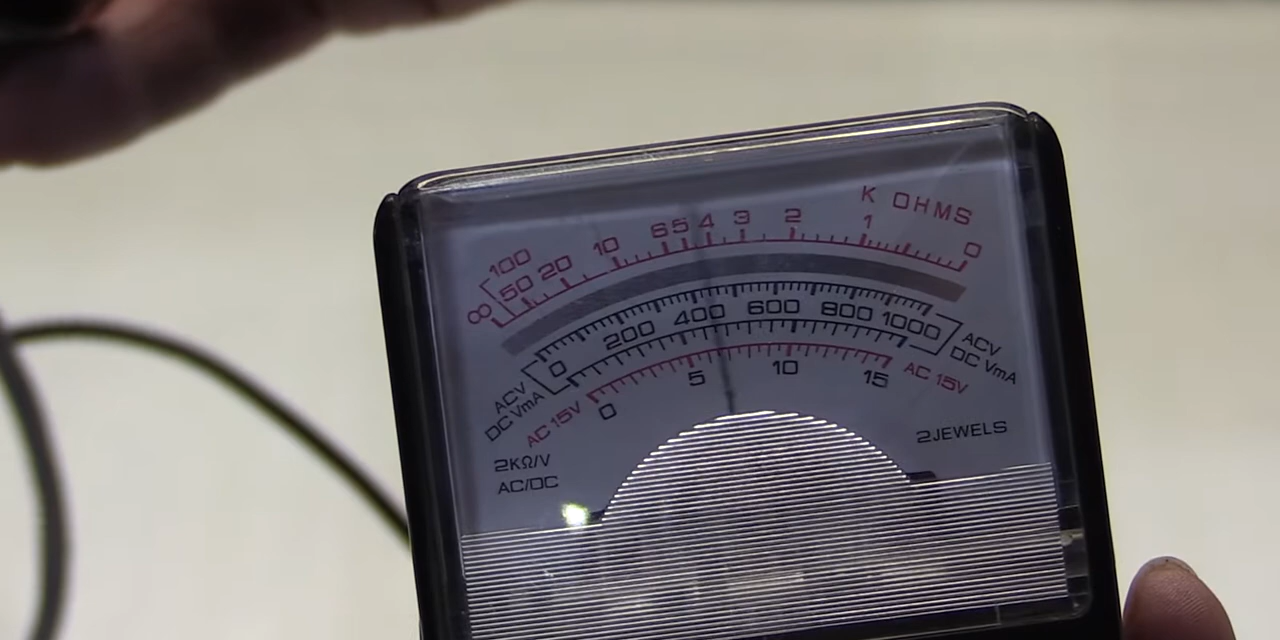 K OHMS
∞ 100 50 20 10 6 5 4 3 2 1 0
ACV 0 200 400 600 800 1000 ACV
DC VmA DC VmA
AC 15V 0 5 10 15 AC 15V
2KΩ/V
AC/DC
2JEWELS